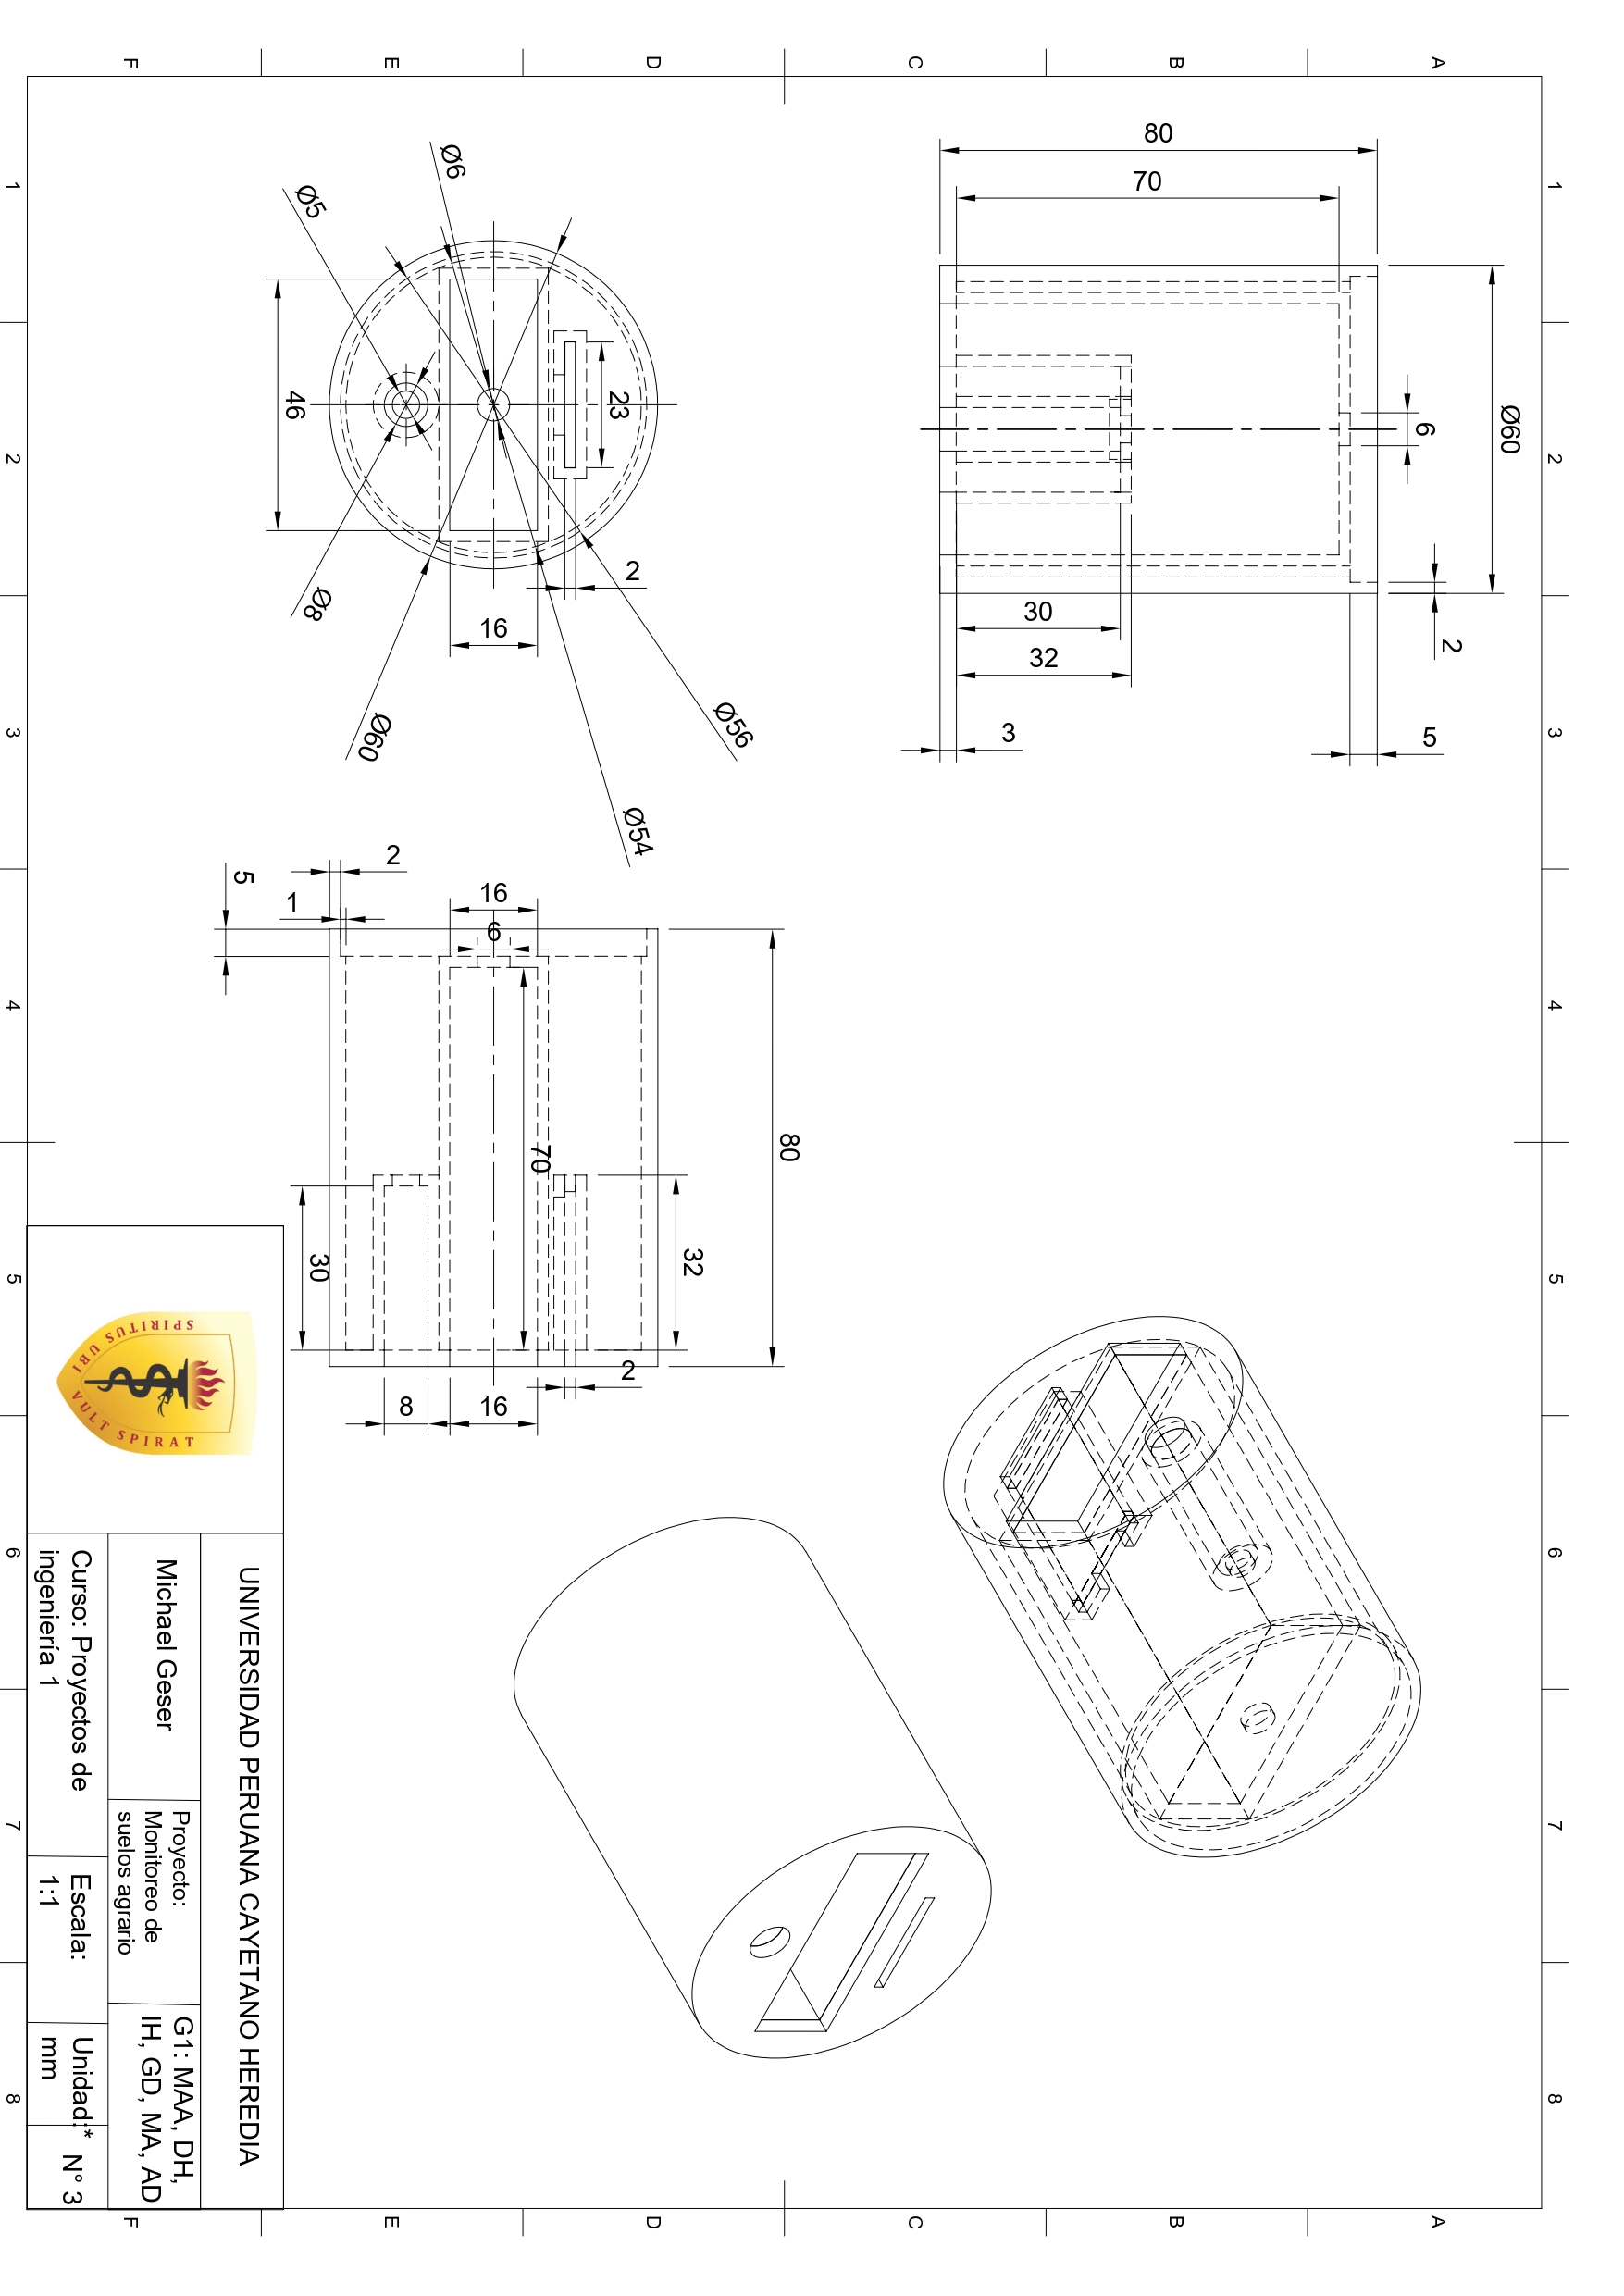 1 2 3 4 5 6 7 8
A A
B B
C C
D D
E E
F F
Ø60
2
5
6
80
70
30
32
3
80
32
2
70
16
6
16
8
2
1
30
5
Ø56
Ø54
23
2
16
Ø6
Ø60
Ø5
Ø8
46
SPIRITUS UBI VULT SPIRAT
UNIVERSIDAD PERUANA CAYETANO HEREDIA
Michael Geser
Proyecto:
Monitoreo de
suelos agrario
G1: MAA, DH,
IH, GD, MA, AD
Curso: Proyectos de
ingeniería 1
Escala:
1:1
Unidad:*
mm
N° 3
1 2 3 4 5 6 7 8